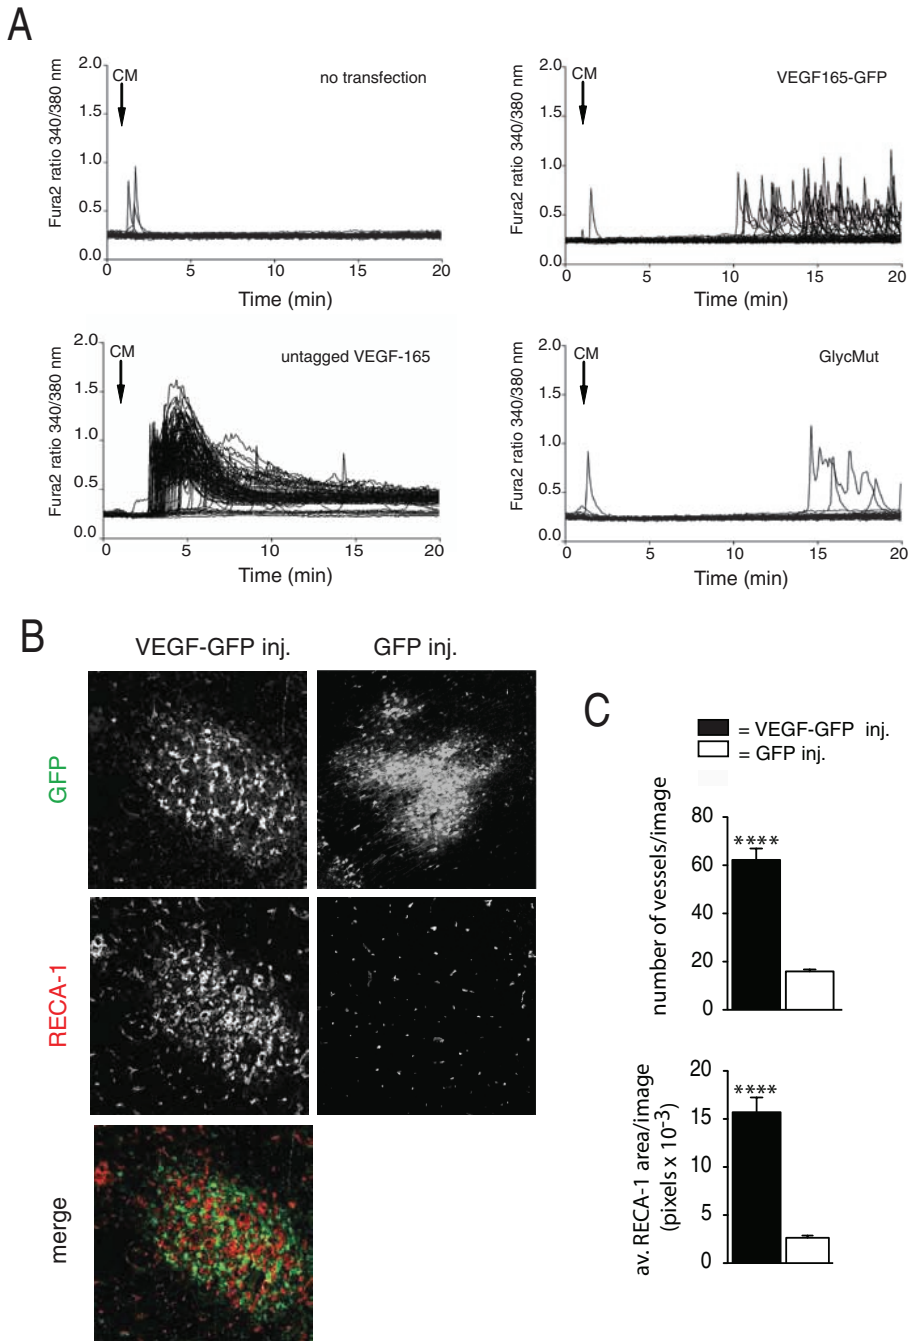 A
no transfection
CM
Fura2 ratio 340/380 nm
2.0
1.5
1.0
0.5
0.0
0 5 10 15 20
Time (min)
VEGF165-GFP
CM
Fura2 ratio 340/380 nm
2.0
1.5
1.0
0.5
0.0
0 5 10 15 20
Time (min)
untagged VEGF-165
CM
Fura2 ratio 340/380 nm
2.0
1.5
1.0
0.5
0.0
0 5 10 15 20
Time (min)
GlycMut
CM
Fura2 ratio 340/380 nm
2.0
1.5
1.0
0.5
0.0
0 5 10 15 20
Time (min)
B
VEGF-GFP inj. GFP inj.
GFP
RECA-1
merge
C
= VEGF-GFP inj.
= GFP inj.
number of vessels/image
80
60
40
20
0
****
av. RECA-1 area/image
(pixels x 10-3)
20
15
10
5
0
****